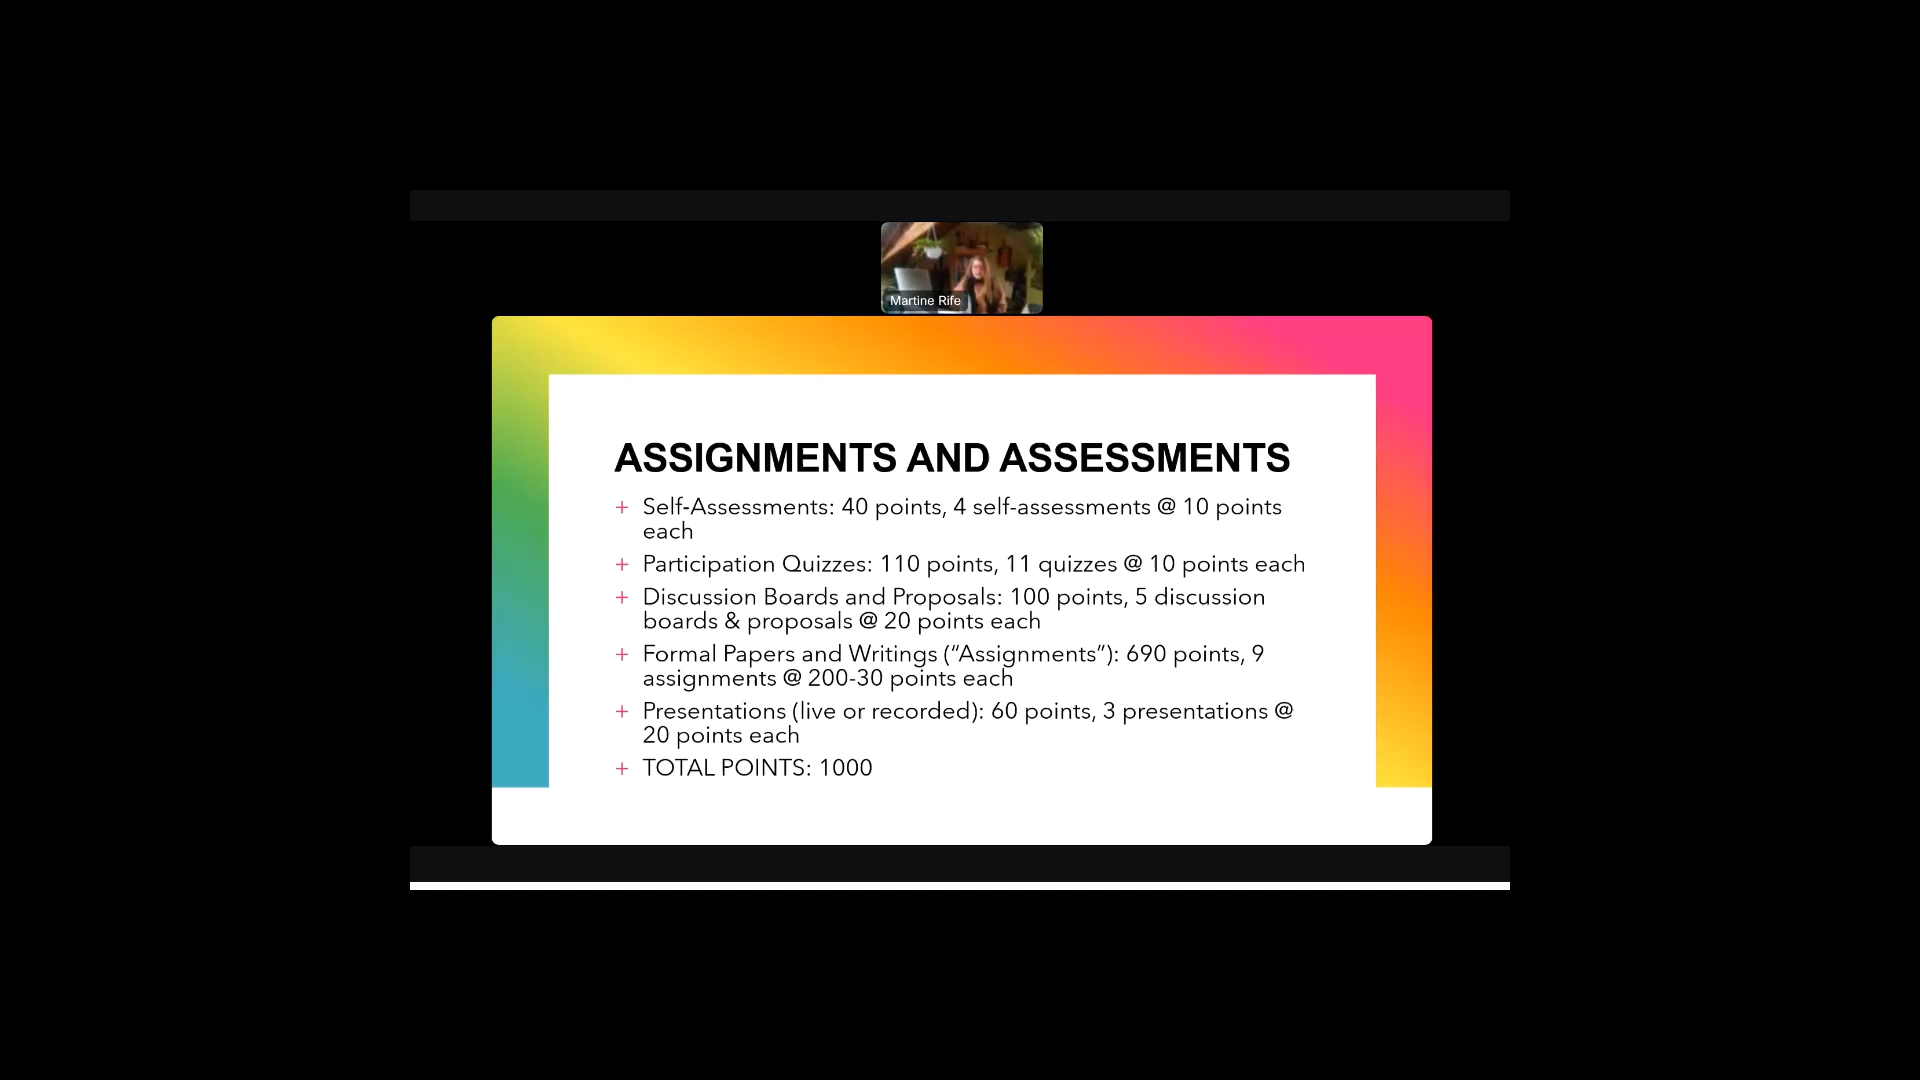 Martine Rife
ASSIGNMENTS AND ASSESSMENTS
+ Self-Assessments: 40 points, 4 self-assessments @ 10 points
each
+ Participation Quizzes: 110 points, 11 quizzes @ 10 points each
+ Discussion Boards and Proposals: 100 points, 5 discussion
boards & proposals @ 20 points each
+ Formal Papers and Writings (“Assignments”): 690 points, 9
assignments @ 200-30 points each
+ Presentations (live or recorded): 60 points, 3 presentations @
20 points each
+ TOTAL POINTS: 1000